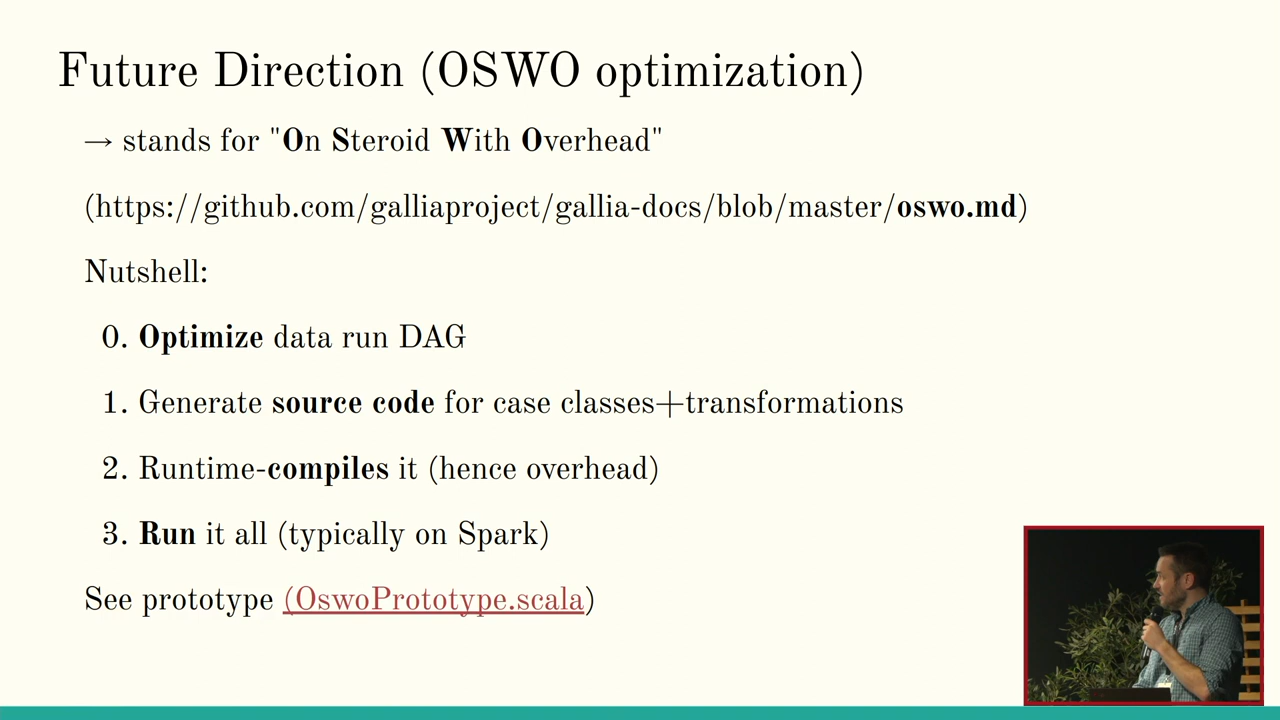 Future Direction (OSWO optimization)
→ stands for "On Steroid With Overhead"
(https://github.com/galliaproject/gallia-docs/blob/master/oswo.md)
Nutshell:
0. Optimize data run DAG
1. Generate source code for case classes+transformations
2. Runtime-compiles it (hence overhead)
3. Run it all (typically on Spark)
See prototype (OswoPrototype.scala)